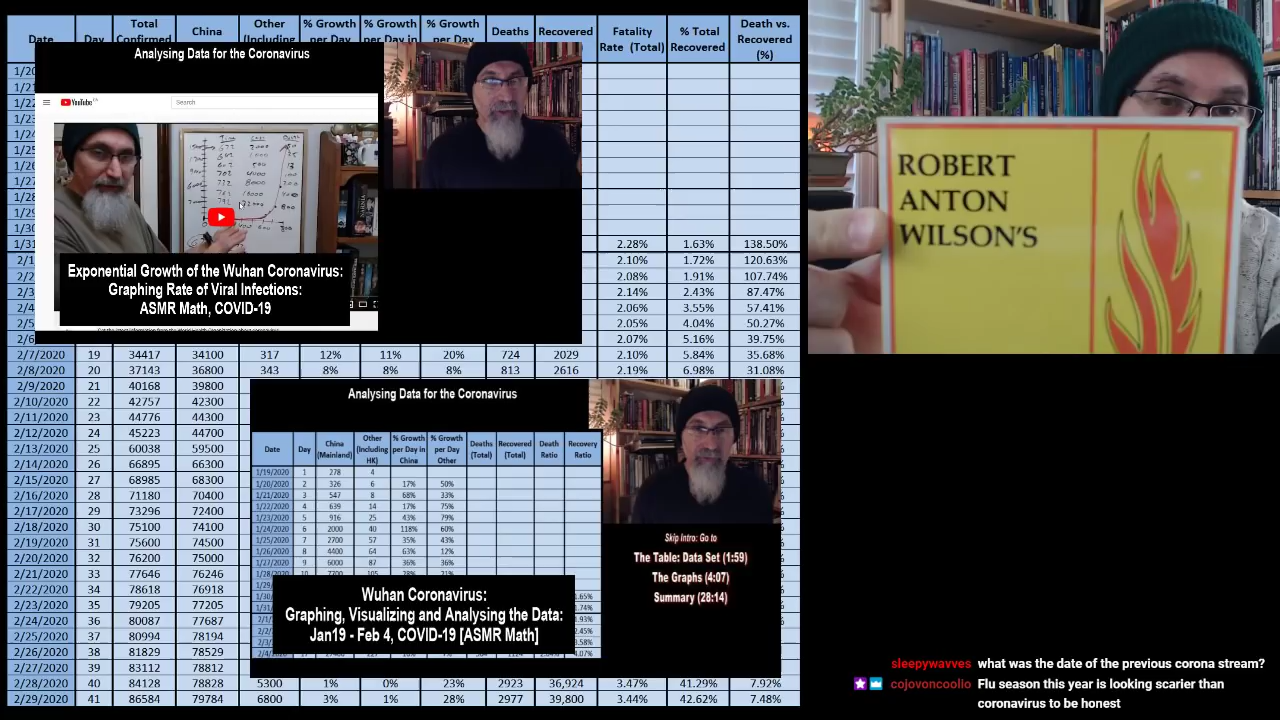 Date Day Total Confirmed China Other (Including % Growth per Day % Growth per Day in % Growth per Day Deaths Recovered Fatality Rate (Total) % Total Recovered Death vs. Recovered (%)
Analysing Data for the Coronavirus
YouTube
Search
Exponential Growth of the Wuhan Coronavirus:
Graphing Rate of Viral Infections:
ASMR Math, COVID-19
ROBERT
ANTON
WILSON'S
2.28% 1.63% 138.50%
2.10% 1.72% 120.63%
2.08% 1.91% 107.74%
2.14% 2.43% 87.47%
2.06% 3.55% 57.41%
2.05% 4.04% 50.27%
2.07% 5.16% 39.75%
2/7/2020 19 34417 34100 317 12% 11% 20% 724 2029 2.10% 5.84% 35.68%
2/8/2020 20 37143 36800 343 8% 8% 8% 813 2616 2.19% 6.98% 31.08%
2/9/2020 21 40168 39800
2/10/2020 22 42757 42300
2/11/2020 23 44776 44300
2/12/2020 24 45223 44700
2/13/2020 25 60038 59500
2/14/2020 26 66895 66300
2/15/2020 27 68985 68300
2/16/2020 28 71180 70400
2/17/2020 29 73296 72400
2/18/2020 30 75100 74100
2/19/2020 31 75600 74500
2/20/2020 32 76200 75000
2/21/2020 33 77646 76246
2/22/2020 34 78618 76918
2/23/2020 35 79205 77205
2/24/2020 36 80087 77687
2/25/2020 37 80994 78194
2/26/2020 38 81829 78529
2/27/2020 39 83112 78812
2/28/2020 40 84128 78828 5300 1% 0% 23% 2923 36,924 3.47% 41.29% 7.92%
2/29/2020 41 86584 79784 6800 3% 1% 28% 2977 39,800 3.44% 42.62% 7.48%
Analysing Data for the Coronavirus
Date Day China (Mainland) Other (Including HK) % Growth per Day in China % Growth per Day Other Deaths (Total) Recovered (Total) Death Ratio Recovery Ratio
1/19/2020 1 278 4
1/20/2020 2 326 6 17% 50%
1/21/2020 3 547 8 68% 33%
1/22/2020 4 639 14 17% 75%
1/23/2020 5 916 25 43% 79%
1/24/2020 6 2000 40 118% 60%
1/25/2020 7 2700 57 35% 43%
1/26/2020 8 4400 64 63% 12%
1/27/2020 9 6000 87 36% 36%
Wuhan Coronavirus:
Graphing, Visualizing and Analysing the Data:
Jan19 - Feb 4, COVID-19 [ASMR Math]
Skip Intro: Go to
The Table: Data Set (1:59)
The Graphs (4:07)
Summary (28:14)
sleepywavves what was the date of the previous corona stream?
cojovoncoolio Flu season this year is looking scarier than
coronavirus to be honest